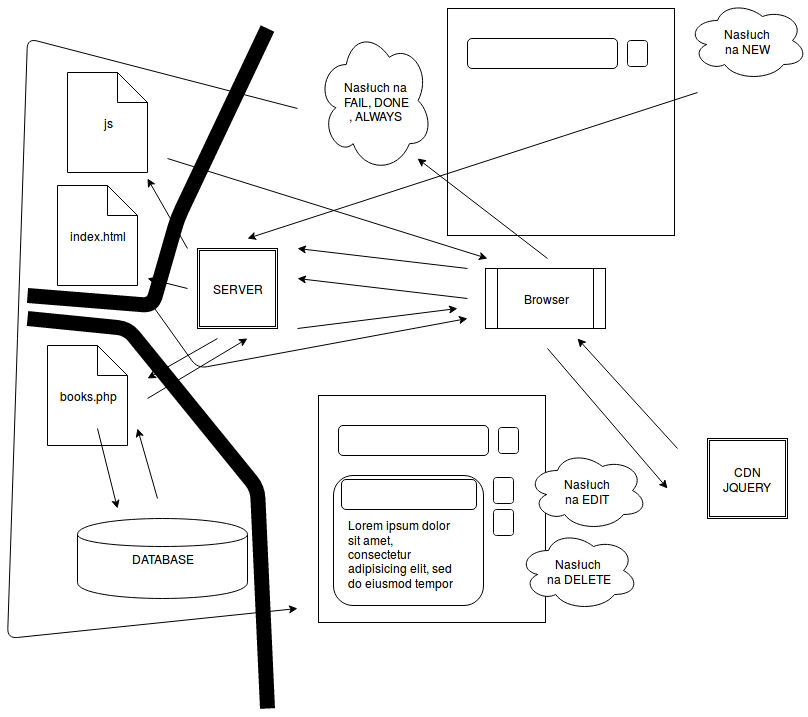 Nasłuch
na NEW
Nasłuch na
FAIL, DONE
, ALWAYS
js
index.html
SERVER
Browser
books.php
DATABASE
Lorem ipsum dolor
sit amet,
consectetur
adipisicing elit, sed
do eiusmod tempor
Nasłuch
na EDIT
Nasłuch
na DELETE
CDN
JQUERY